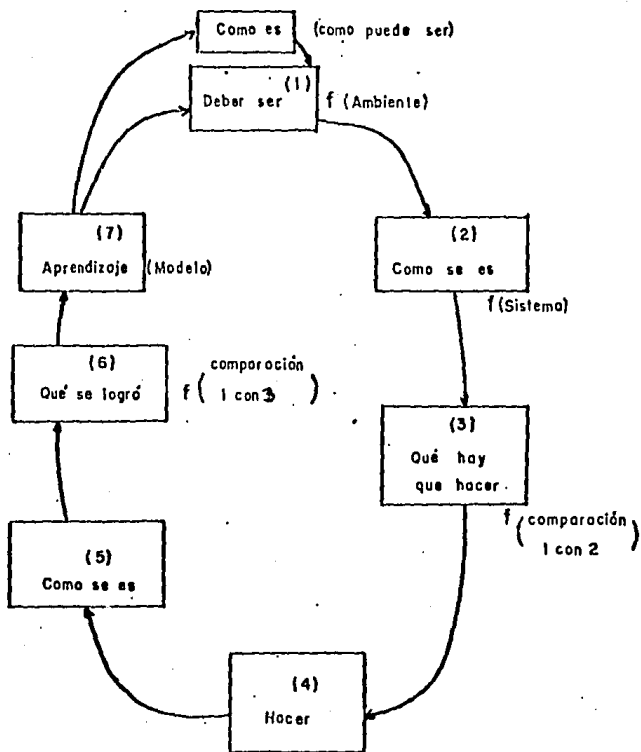 Como es (como puede ser)
(1)
Deber ser f (Ambiente)
(2)
Como se es
f (Sistema)
(3)
Qué hay
que hacer
f (comparación
1 con 2)
(4)
Hacer
(5)
Como se es
(6)
Qué se logró f (comparación
1 con 3)
(7)
Aprendizaje (Modelo)